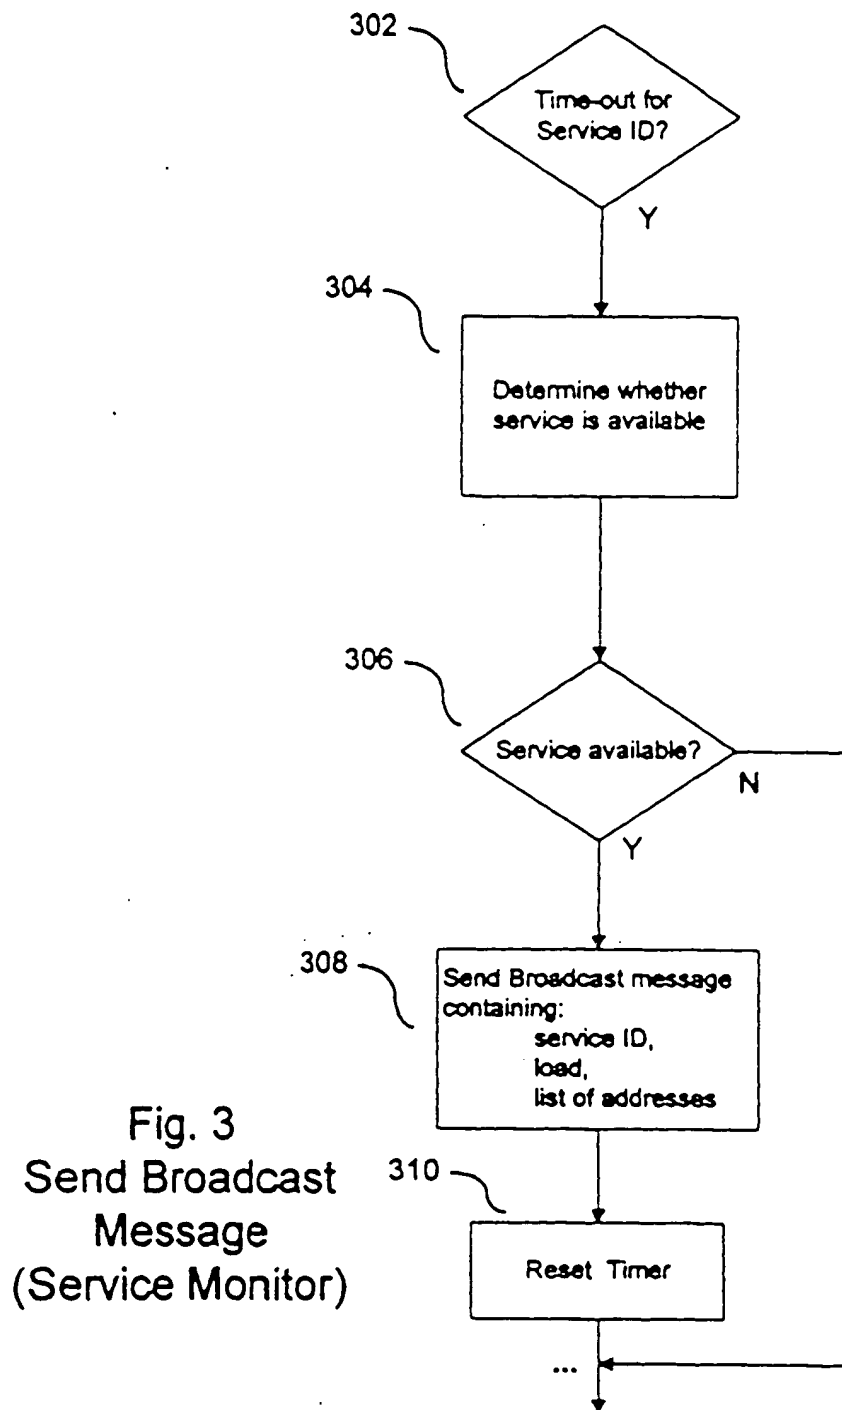 302
Time-out for
Service ID?
Y
304
Determine whether
service is available
306
Service available?
N
Y
308
Send Broadcast message
containing:
service ID,
load,
list of addresses
Fig. 3
Send Broadcast
Message
(Service Monitor)
310
Reset Timer
...